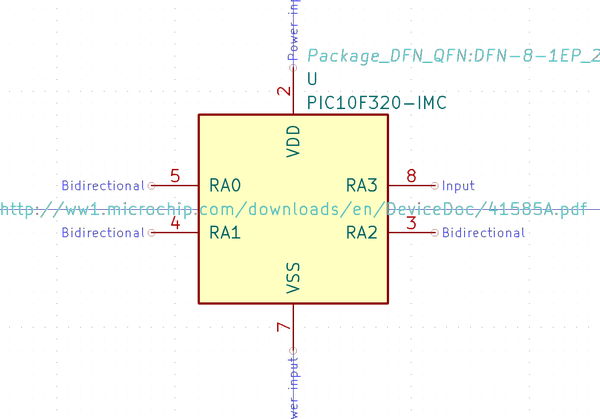 Power in
Package_DFN_QFN:DFN-8-1EP_2
U
PIC10F320-IMC
2
VDD
Bidirectional
5
RA0
RA3
8
Input
http://ww1.microchip.com/downloads/en/DeviceDoc/41585A.pdf
Bidirectional
4
RA1
RA2
3
Bidirectional
VSS
7
wer input